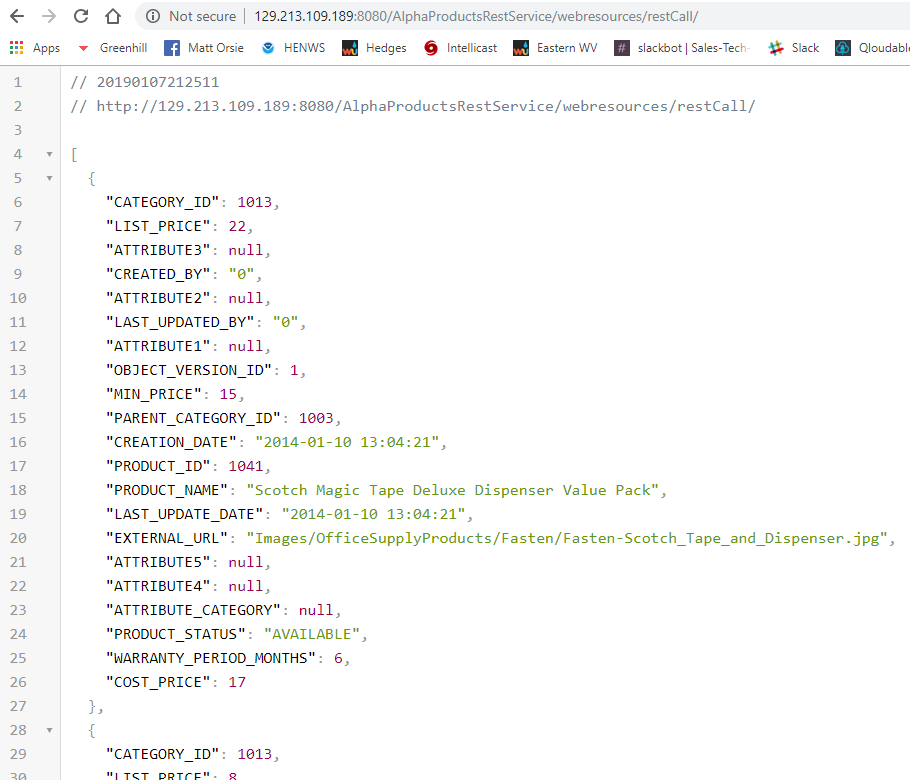 Not secure 129.213.109.189:8080/AlphaProductsRestService/webresources/restCall/
Apps Greenhill Matt Orsie HENWS Hedges Intellicast Eastern WV slackbot | Sales-Tech- Slack Qloudable
1 // 20190107212511
2 // http://129.213.109.189:8080/AlphaProductsRestService/webresources/restCall/
3
4 [
5 {
6 "CATEGORY_ID": 1013,
7 "LIST_PRICE": 22,
8 "ATTRIBUTE3": null,
9 "CREATED_BY": "0",
10 "ATTRIBUTE2": null,
11 "LAST_UPDATED_BY": "0",
12 "ATTRIBUTE1": null,
13 "OBJECT_VERSION_ID": 1,
14 "MIN_PRICE": 15,
15 "PARENT_CATEGORY_ID": 1003,
16 "CREATION_DATE": "2014-01-10 13:04:21",
17 "PRODUCT_ID": 1041,
18 "PRODUCT_NAME": "Scotch Magic Tape Deluxe Dispenser Value Pack",
19 "LAST_UPDATE_DATE": "2014-01-10 13:04:21",
20 "EXTERNAL_URL": "Images/OfficeSupplyProducts/Fasten/Fasten-Scotch_Tape_and_Dispenser.jpg",
21 "ATTRIBUTE5": null,
22 "ATTRIBUTE4": null,
23 "ATTRIBUTE_CATEGORY": null,
24 "PRODUCT_STATUS": "AVAILABLE",
25 "WARRANTY_PERIOD_MONTHS": 6,
26 "COST_PRICE": 17
27 },
28 {
29 "CATEGORY_ID": 1013,
30 "LIST_PRICE": 8